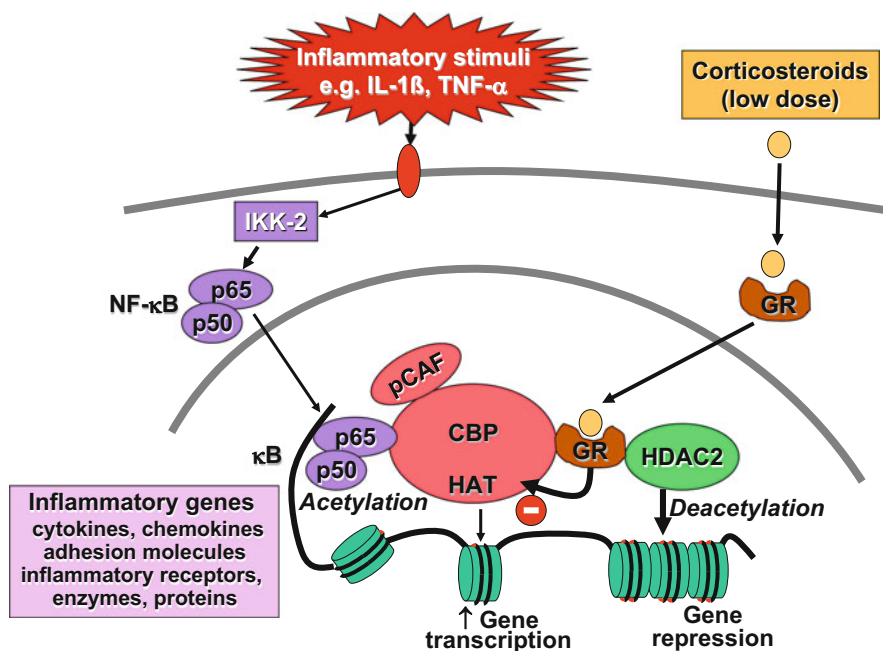 Inflammatory stimuli
e.g. IL-1ß, TNF-α
Corticosteroids
(low dose)
IKK-2
NF-κB
p65
p50
GR
pCAF
κB
p65
p50
CBP
HAT
GR
HDAC2
Acetylation
Deacetylation
Inflammatory genes
cytokines, chemokines
adhesion molecules
inflammatory receptors,
enzymes, proteins
↑ Gene
transcription
Gene
repression